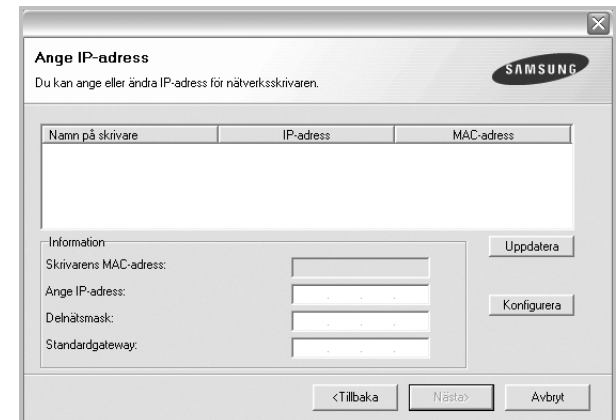 Ange IP-adress
Du kan ange eller ändra IP-adress för nätverksskrivaren.
SAMSUNG
Namn på skrivare IP-adress MAC-adress
Information
Uppdatera
Skrivarens MAC-adress:
Ange IP-adress:
Konfigurera
Delnätsmask:
Standardgateway:
<Tillbaka Nästa> Avbryt